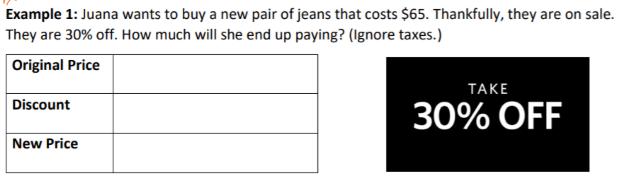 Example 1: Juana wants to buy a new pair of jeans that costs $65. Thankfully, they are on sale.
They are 30% off. How much will she end up paying? (Ignore taxes.)
Original Price
Discount
New Price
TAKE
30% OFF